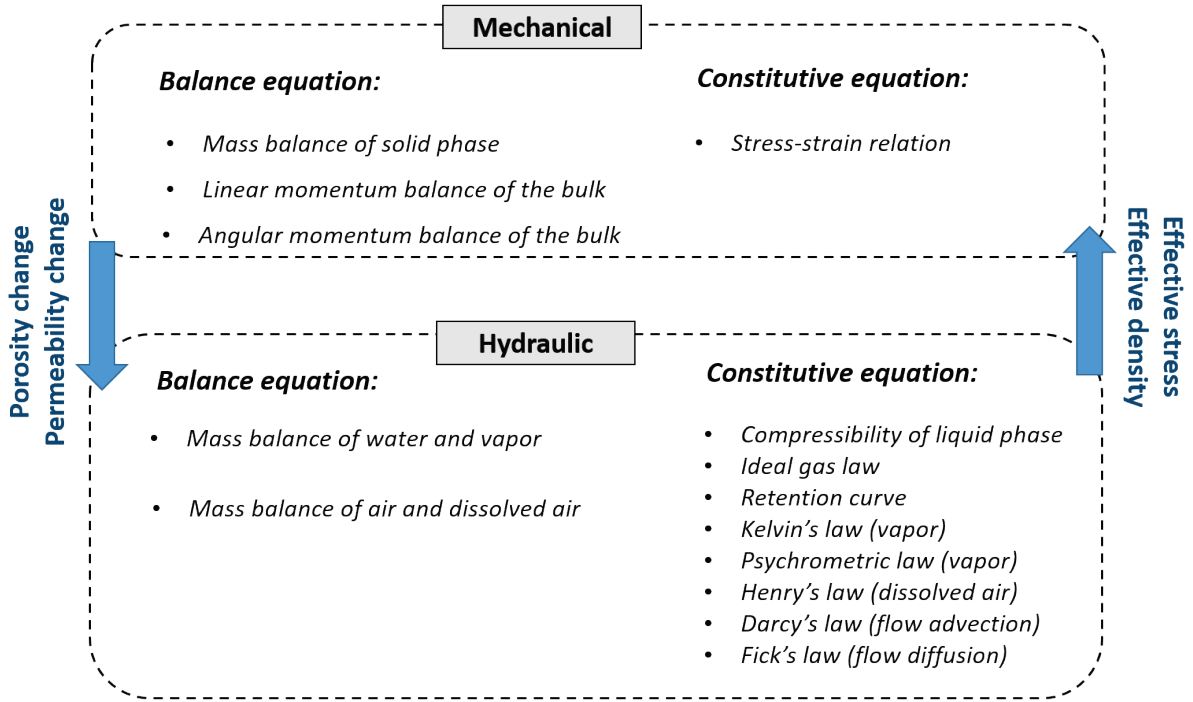 Mechanical
Balance equation:
• Mass balance of solid phase
• Linear momentum balance of the bulk
• Angular momentum balance of the bulk
Constitutive equation:
• Stress-strain relation
Porosity change
Permeability change
Effective stress
Effective density
Hydraulic
Balance equation:
• Mass balance of water and vapor
• Mass balance of air and dissolved air
Constitutive equation:
• Compressibility of liquid phase
• Ideal gas law
• Retention curve
• Kelvin's law (vapor)
• Psychrometric law (vapor)
• Henry's law (dissolved air)
• Darcy's law (flow advection)
• Fick's law (flow diffusion)